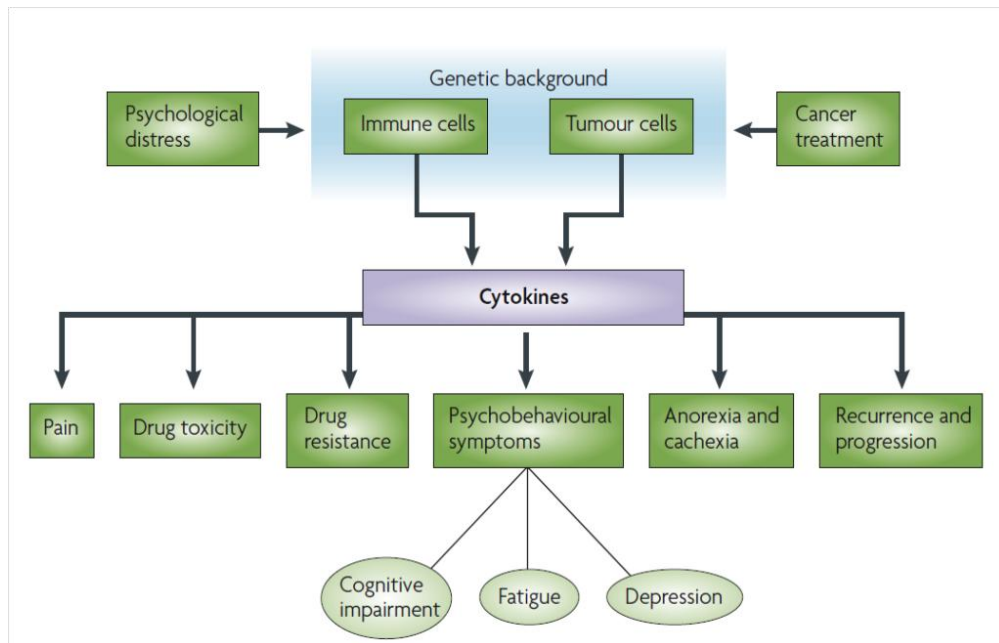 Genetic background
Psychological
distress
Immune cells
Tumour cells
Cancer
treatment
Cytokines
Pain
Drug toxicity
Drug
resistance
Psychobehavioural
symptoms
Anorexia and
cachexia
Recurrence and
progression
Cognitive
impairment
Fatigue
Depression